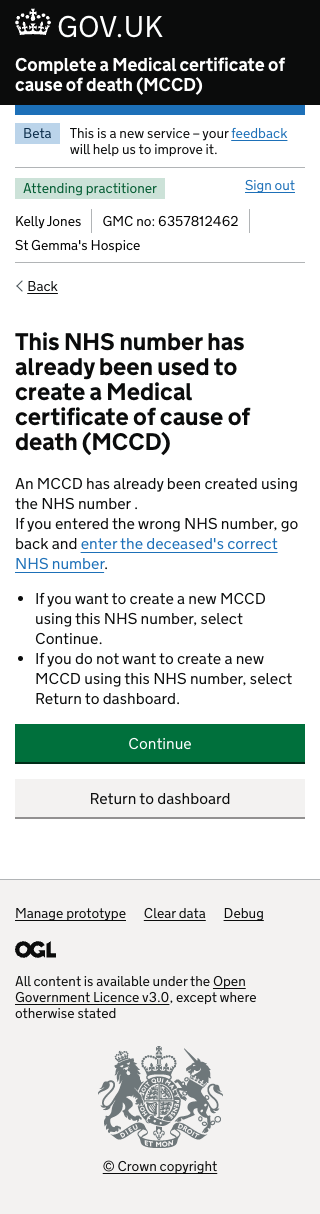 GOV.UK
Complete a Medical certificate of
cause of death (MCCD)
Beta
This is a new service – your feedback
will help us to improve it.
Attending practitioner
Sign out
Kelly Jones
GMC no: 6357812462
St Gemma's Hospice
Back
This NHS number has
already been used to
create a Medical
certificate of cause of
death (MCCD)
An MCCD has already been created using
the NHS number .
If you entered the wrong NHS number, go
back and enter the deceased's correct
NHS number.
• If you want to create a new MCCD
using this NHS number, select
Continue.
• If you do not want to create a new
MCCD using this NHS number, select
Return to dashboard.
Continue
Return to dashboard
Manage prototype Clear data Debug
OGL
All content is available under the Open
Government Licence v3.0, except where
otherwise stated
© Crown copyright